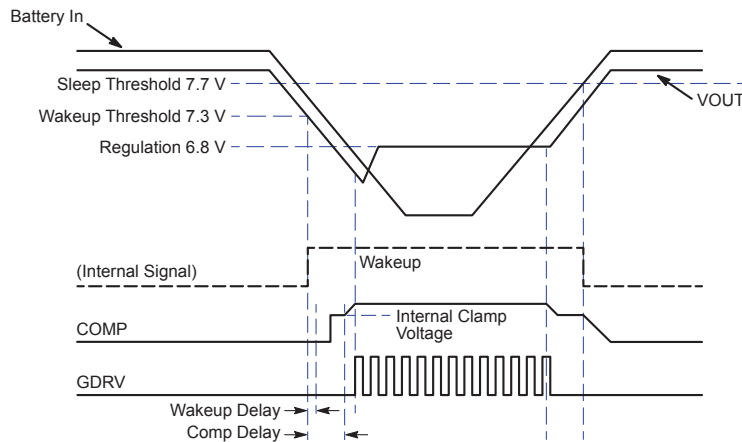 Battery In
Sleep Threshold 7.7 V
VOUT
Wakeup Threshold 7.3 V
Regulation 6.8 V
(Internal Signal)
Wakeup
COMP
Internal Clamp
Voltage
GDRV
Wakeup Delay
Comp Delay